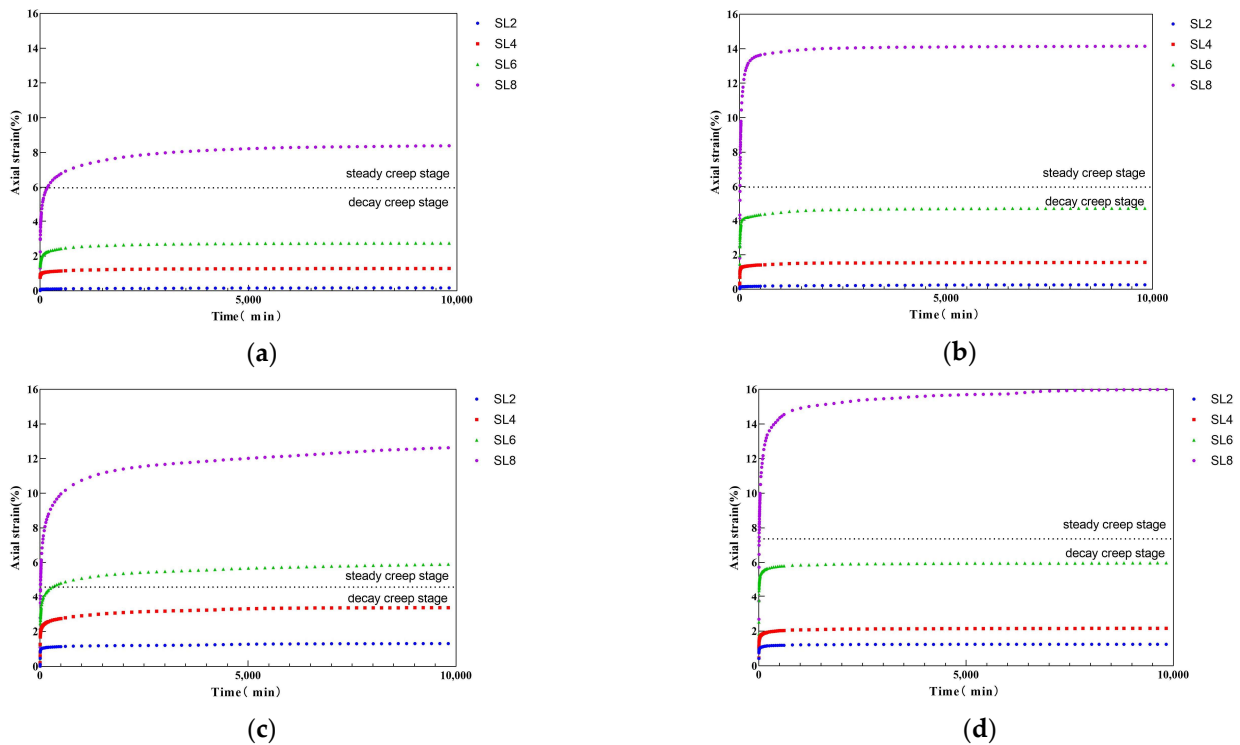 16
14
12
10
8
6
4
2
0
Axial strain(%)
steady creep stage
decay creep stage
0
5,000
10,000
Time( min)
SL2
SL4
SL6
SL8
(a)
16
14
12
10
8
6
4
2
0
Axial strain(%)
steady creep stage
decay creep stage
0
5,000
10,000
Time( min)
SL2
SL4
SL6
SL8
(b)
16
14
12
10
8
6
4
2
0
Axial strain(%)
steady creep stage
decay creep stage
0
5,000
10,000
Time( min)
SL2
SL4
SL6
SL8
(c)
16
14
12
10
8
6
4
2
0
Axial strain(%)
steady creep stage
decay creep stage
0
5,000
10,000
Time( min)
SL2
SL4
SL6
SL8
(d)